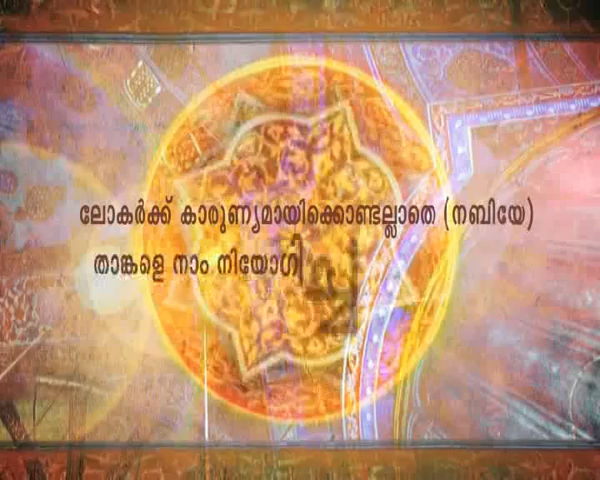 ലോകർക്ക് കാരുണ്യമായിക്കൊണ്ടല്ലാതെ (നബിയേ)
താങ്കളെ നാം നിയോഗി